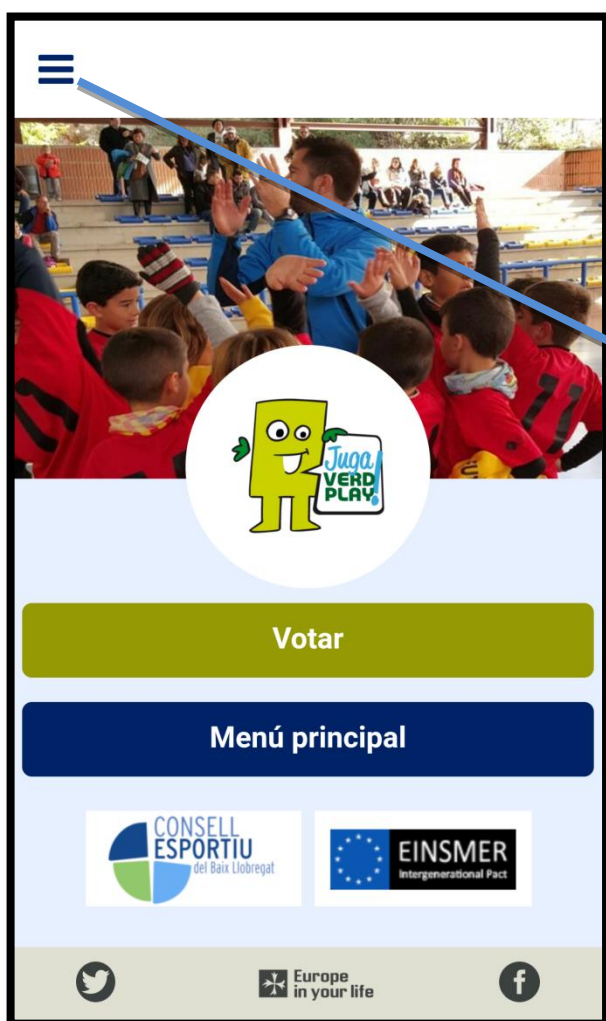 Juga
VERD
PLAY!
Votar
Menú principal
CONSELL
ESPORTIU
del Baix Llobregat
EINSMER
Intergenerational Pact
Europe
in your life